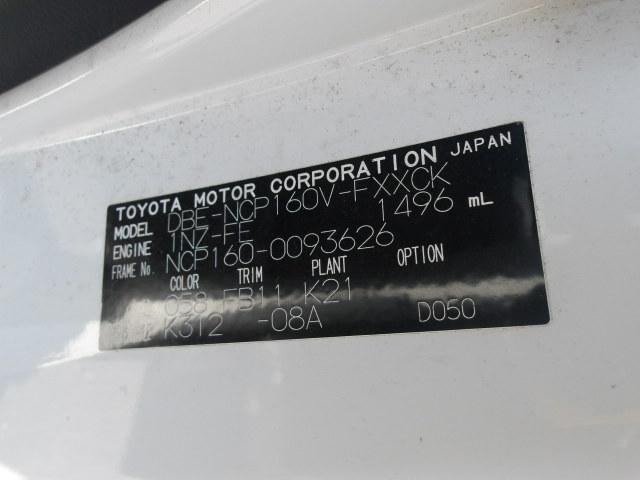 TOYOTA MOTOR CORPORATION JAPAN
MODEL DBE-NCP160V-FXXCK
ENGINE 1NZ-FE 1496 mL
FRAME No. NCP160-0093626
COLOR TRIM PLANT OPTION
058 FB11 K21
K312 -08A D050